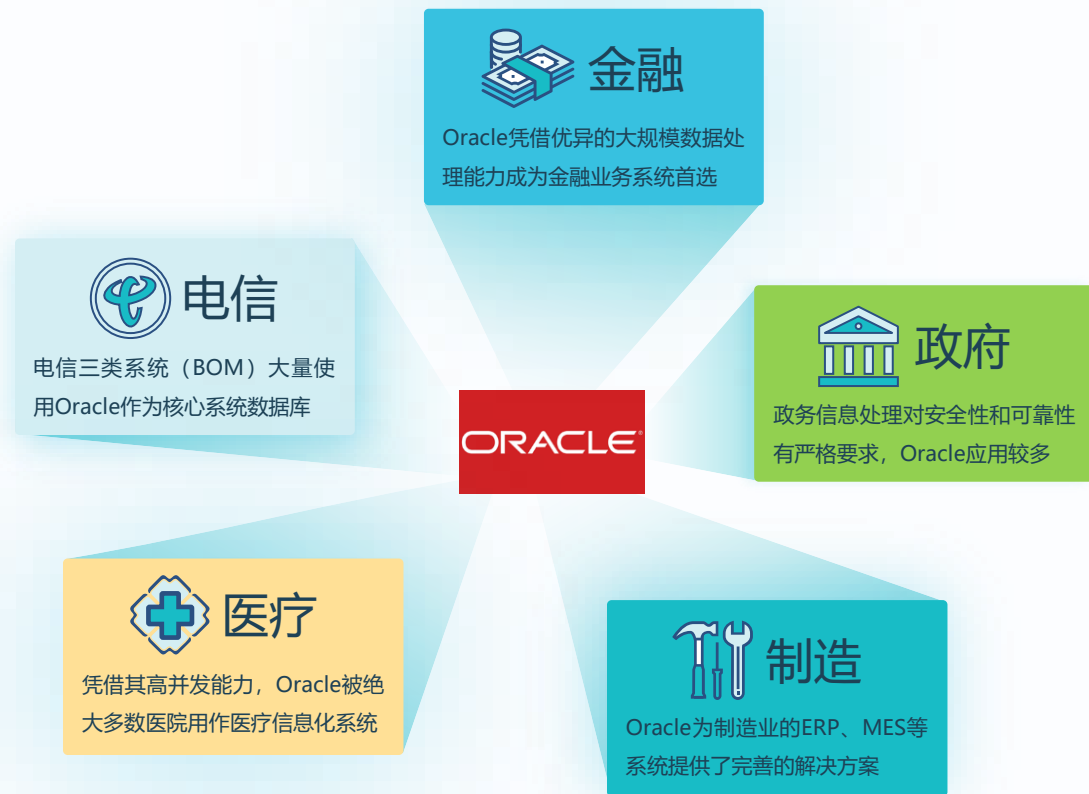 金融
Oracle凭借优异的大规模数据处
理能力成为金融业务系统首选
电信
电信三类系统（BOM）大量使
用Oracle作为核心系统数据库
政府
政务信息处理对安全性和可靠性
有严格要求，Oracle应用较多
ORACLE®
医疗
凭借其高并发能力，Oracle被绝
大多数医院用作医疗信息化系统
制造
Oracle为制造业的ERP、MES等
系统提供了完善的解决方案